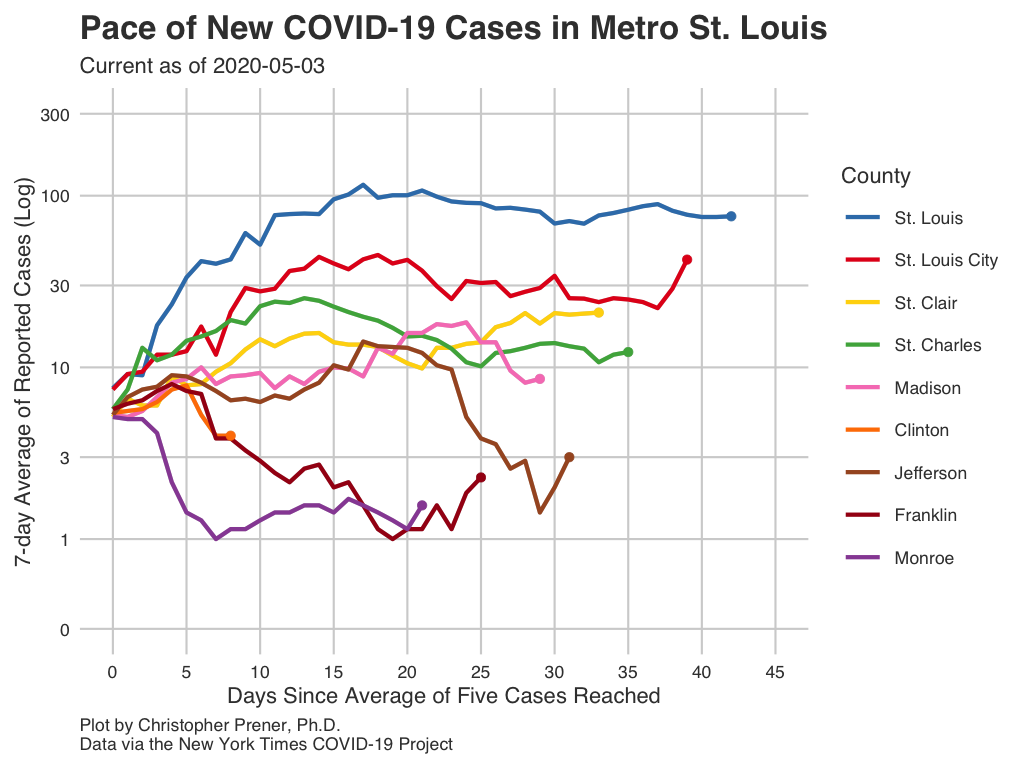 Pace of New COVID-19 Cases in Metro St. Louis
Current as of 2020-05-03
7-day Average of Reported Cases (Log)
300
100
30
10
3
1
0
0 5 10 15 20 25 30 35 40 45
Days Since Average of Five Cases Reached
County
St. Louis
St. Louis City
St. Clair
St. Charles
Madison
Clinton
Jefferson
Franklin
Monroe
Plot by Christopher Prener, Ph.D.
Data via the New York Times COVID-19 Project